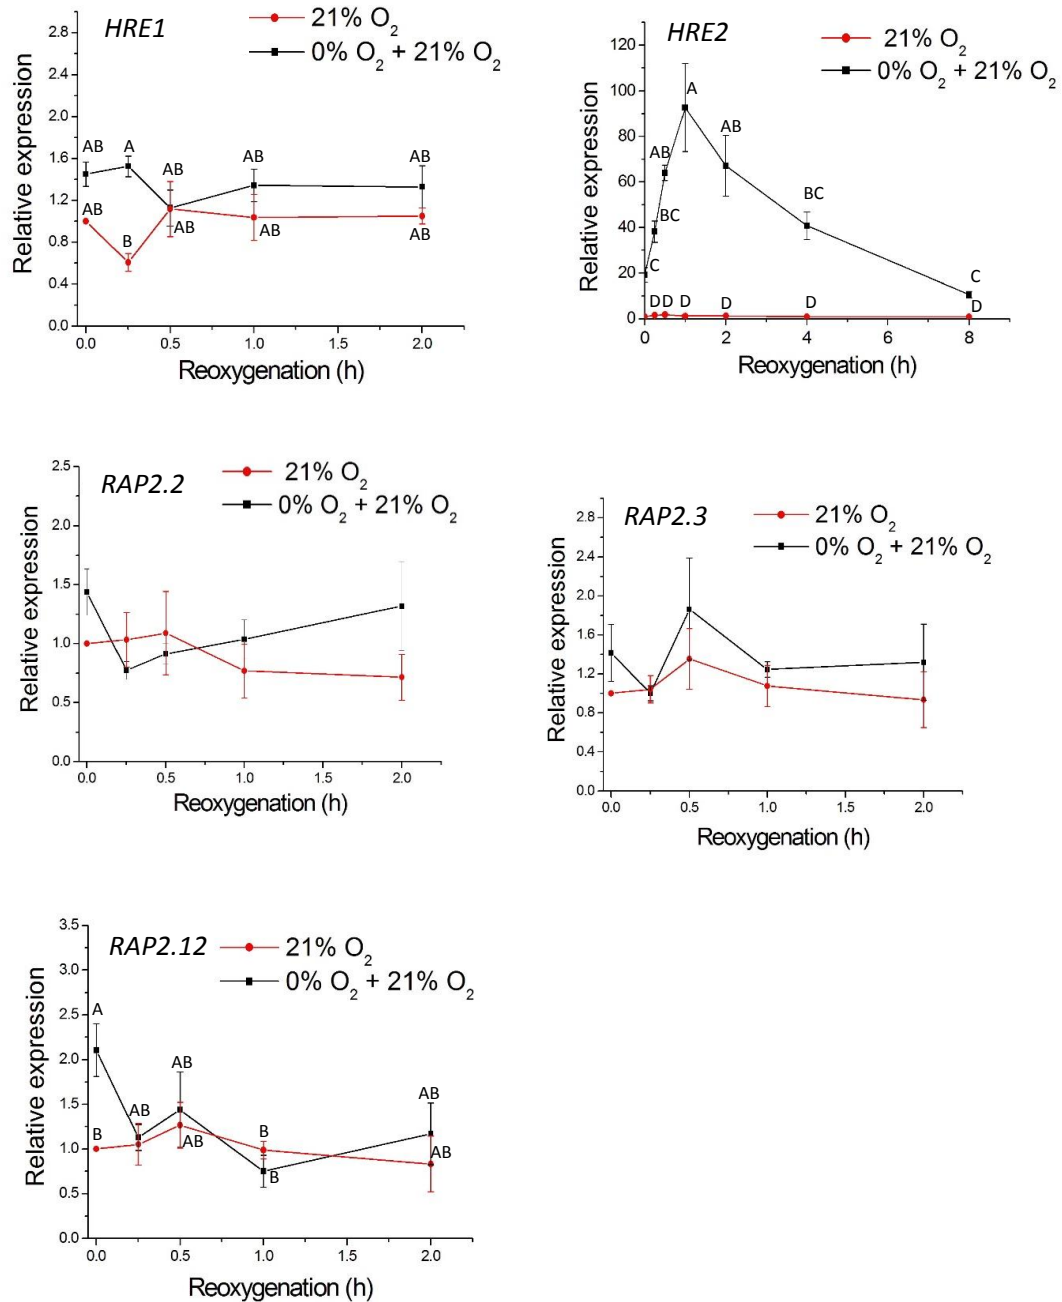 HRE1
21% O2
0% O2 + 21% O2
Relative expression
2.8
2.4
2.0
1.6
1.2
0.8
0.4
0.0
AB
A
AB
AB
AB
AB
B
AB
AB
AB
0.0 0.5 1.0 1.5 2.0
Reoxygenation (h)
HRE2
21% O2
0% O2 + 21% O2
Relative expression
120
100
80
60
40
20
0
A
AB
AB
BC
BC
C
C
D D D D D D
0 2 4 6 8
Reoxygenation (h)
RAP2.2
21% O2
0% O2 + 21% O2
Relative expression
2.5
2.0
1.5
1.0
0.5
0.0
0.0 0.5 1.0 1.5 2.0
Reoxygenation (h)
RAP2.3
21% O2
0% O2 + 21% O2
Relative expression
2.8
2.4
2.0
1.6
1.2
0.8
0.4
0.0
0.0 0.5 1.0 1.5 2.0
Reoxygenation (h)
RAP2.12
21% O2
0% O2 + 21% O2
Relative expression
3.5
3.0
2.5
2.0
1.5
1.0
0.5
0.0
A
AB
AB
B
AB
B
AB
B
AB
0.0 0.5 1.0 1.5 2.0
Reoxygenation (h)